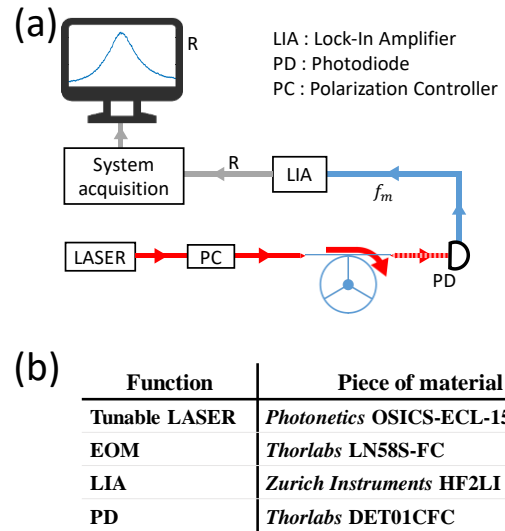 (a)
R
LIA : Lock-In Amplifier
PD : Photodiode
PC : Polarization Controller
System
acquisition
R
LIA
fₘ
LASER
PC
PD
(b)
Function Piece of material
Tunable LASER Photonetics OSICS-ECL-15
EOM Thorlabs LN58S-FC
LIA Zurich Instruments HF2LI
PD Thorlabs DET01CFC